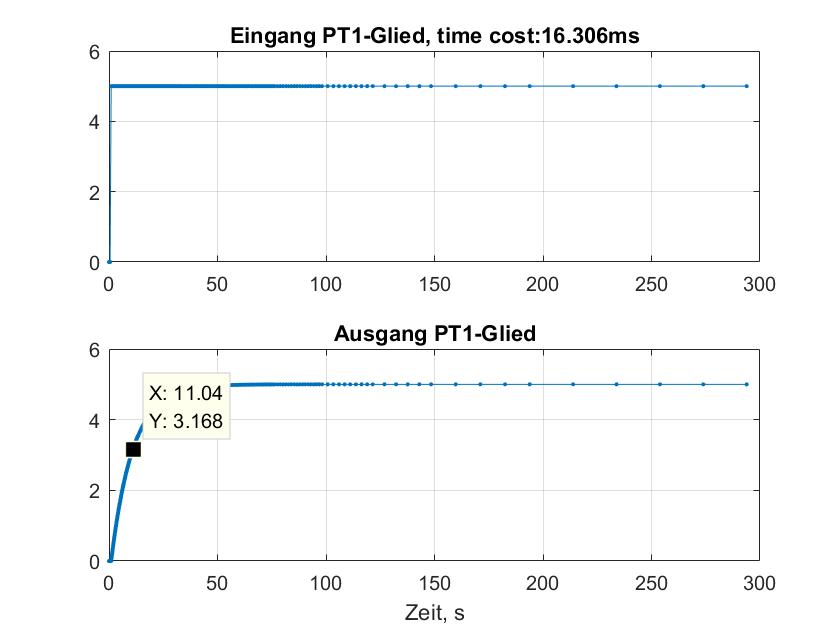 Eingang PT1-Glied, time cost:16.306ms
6
4
2
0
0 50 100 150 200 250 300
Ausgang PT1-Glied
6
X: 11.04
4 Y: 3.168
2
0
0 50 100 150 200 250 300
Zeit, s